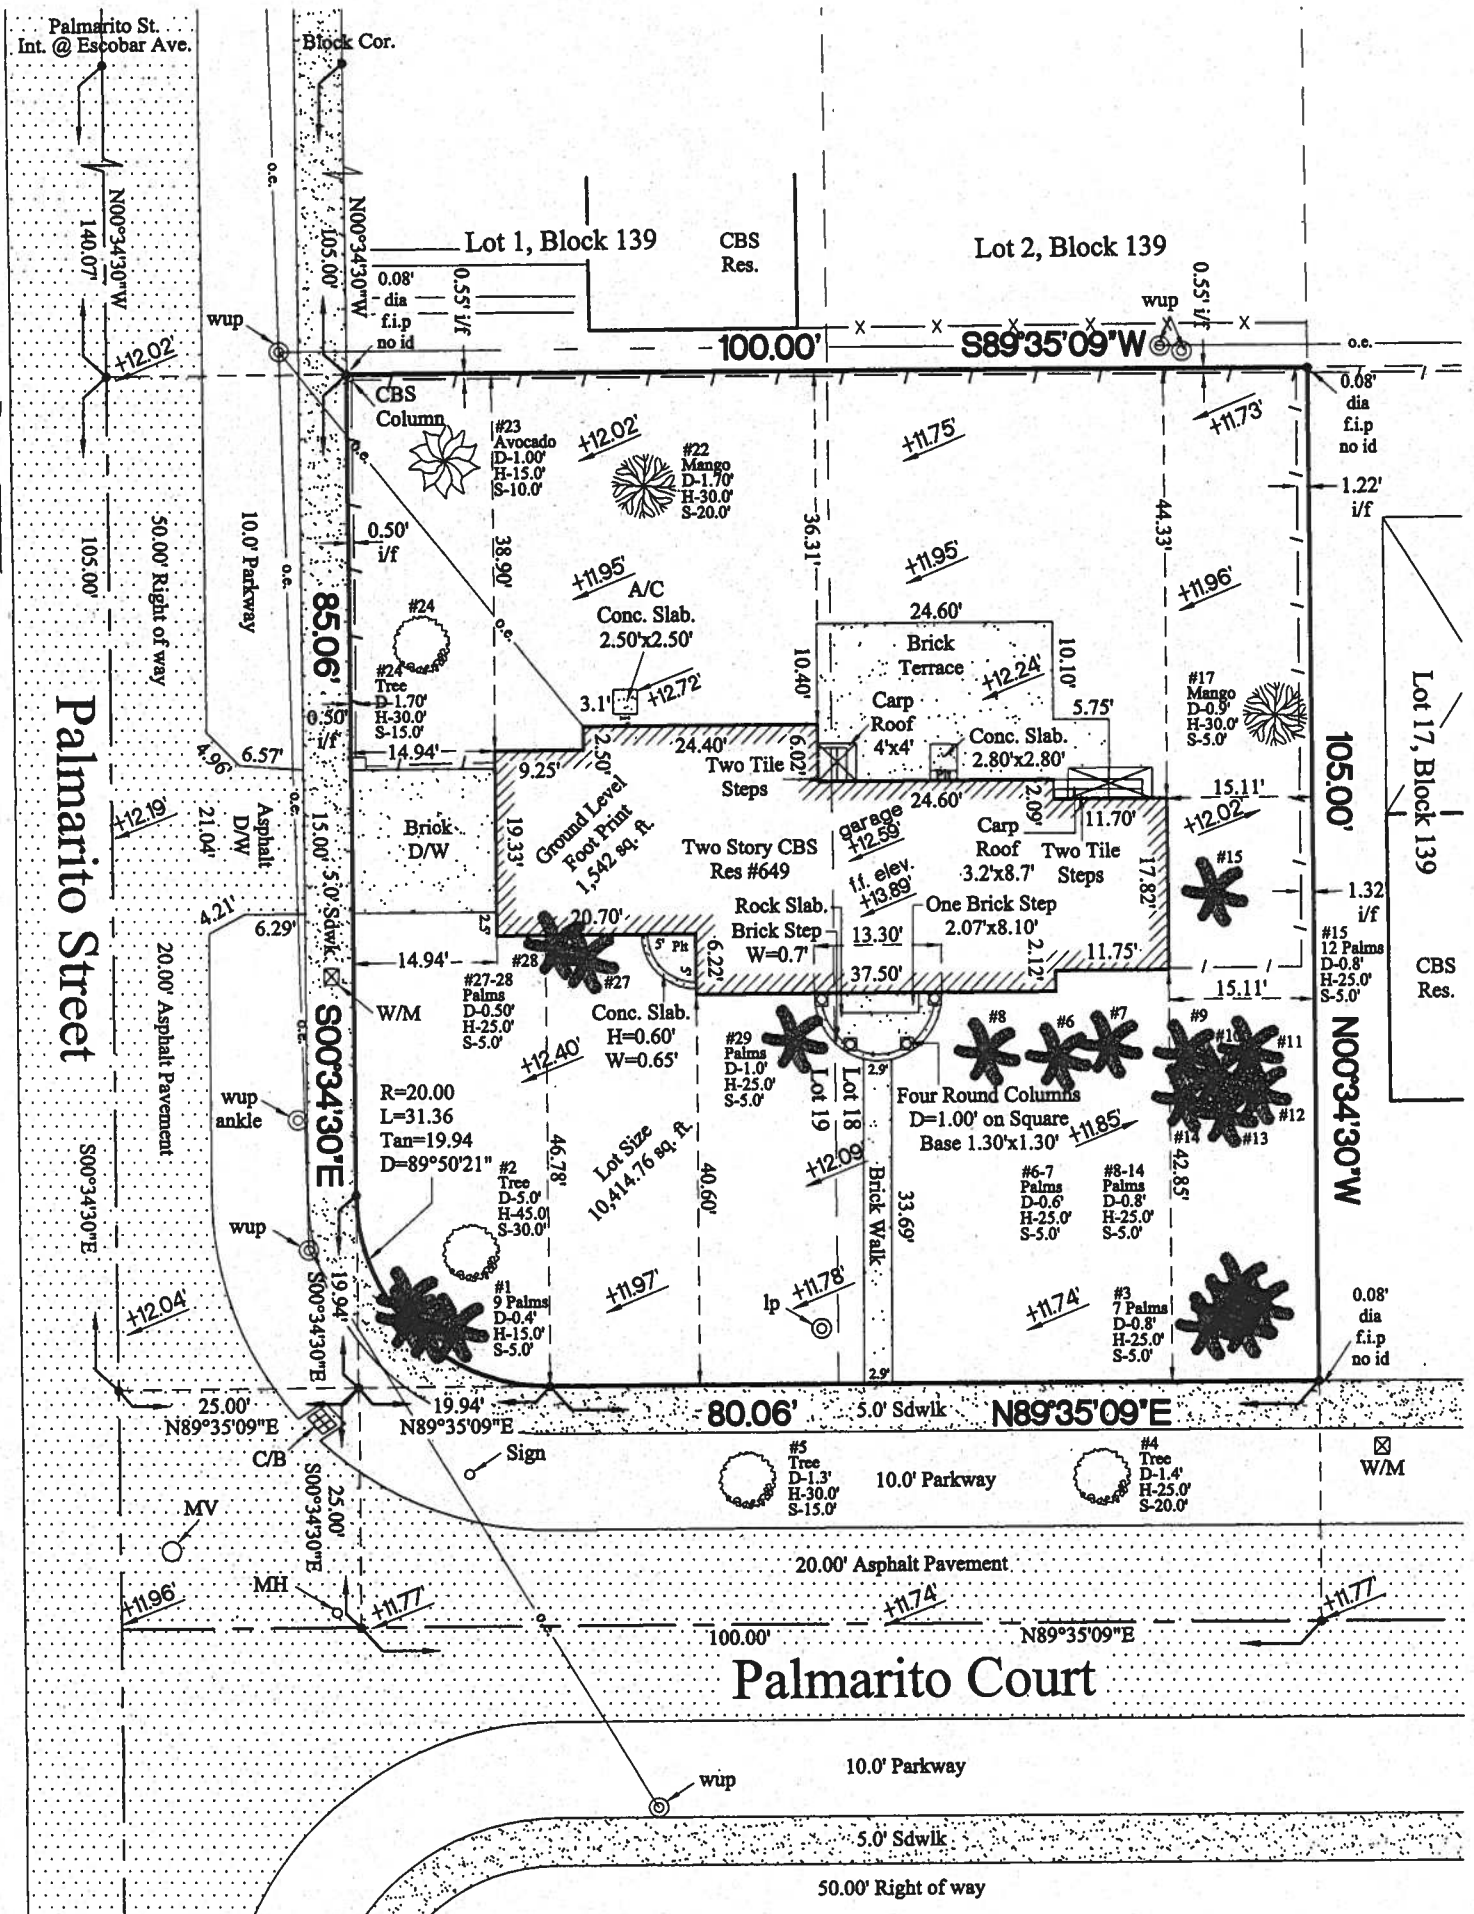 Palmarito St.
Int. @ Escobar Ave.
Block Cor.
o.e.
N00°34'30"W
140.07'
N00°34'30"W
105.00'
Lot 1, Block 139
CBS
Res.
Lot 2, Block 139
0.08'
dia
f.i.p
no id
0.55' i/f
0.55' i/f
wup
wup
+12.02'
100.00'
S89°35'09"W
o.e.
CBS
Column
0.08'
dia
f.i.p
no id
+11.73'
#23
Avocado
D-1.00'
H-15.0'
S-10.0'
+12.02'
#22
Mango
D-1.70'
H-30.0'
S-20.0'
+11.75'
o.e.
1.22'
i/f
0.50'
i/f
38.90'
36.31'
44.33'
50.00' Right of way
10.0' Parkway
105.00'
o.e.
85.06'
+11.95'
+11.95'
+11.96'
A/C
Conc. Slab.
2.50'x2.50'
#24
o.e.
24.60'
Brick
Terrace
10.40'
10.10'
+12.24'
#24
Tree
D-1.70'
H-30.0'
S-15.0'
3.1'
+12.72'
Carp
Roof
4'x4'
5.75'
#17
Mango
D-0.9'
H-30.0'
S-5.0'
Lot 17, Block 139
0.50'
i/f
14.94'
9.25'
2.50'
24.40'
6.02'
Two Tile
Steps
Conc. Slab.
2.80'x2.80'
Plt
24.60'
2.09'
11.70'
15.11'
105.00'
4.96'
6.57'
+12.19'
21.04'
Asphalt
D/W
o.e.
15.00'
5.0' Sdwlk
Brick
D/W
19.33'
Ground Level
Foot Print
1,542 sq. ft.
Two Story CBS
Res #649
garage
+12.59'
f.f. elev.
+13.89'
Carp
Roof
3.2'x8.7'
Two Tile
Steps
17.82'
+12.02'
#15
1.32
i/f
4.21'
6.29'
2.5'
20.70'
5'
Plt
5'
6.22'
Rock Slab.
Brick Step
W=0.7'
13.30'
37.50'
One Brick Step
2.07'x8.10'
2.12'
11.75'
15.11'
#15
12 Palms
D-0.8'
H-25.0'
S-5.0'
CBS
Res.
Palmarito Street
20.00' Asphalt Pavement
14.94'
#28
#27
#27-28
Palms
D-0.50'
H-25.0'
S-5.0'
W/M
o.e.
S00°34'30"E
Conc. Slab.
H=0.60'
W=0.65'
+12.40'
#29
Palms
D-1.0'
H-25.0'
S-5.0'
2.9'
#8
#6
#7
#9
#10
#11
#12
#13
#14
N00°34'30"W
wup
ankle
R=20.00
L=31.36
Tan=19.94
D=89°50'21"
Lot 19
Lot 18
Four Round Columns
D=1.00' on Square
Base 1.30'x1.30'
+11.85'
S00°34'30"E
46.78'
Lot Size
10,414.76 sq. ft
40.60'
+12.09'
Brick Walk
33.69'
42.85'
#2
Tree
D-5.0'
H-45.0'
S-30.0'
#6-7
Palms
D-0.6'
H-25.0'
S-5.0'
#8-14
Palms
D-0.8'
H-25.0'
S-5.0'
wup
+12.04'
19.94'
S00°34'30"E
#1
9 Palms
D-0.4'
H-15.0'
S-5.0'
+11.97'
+11.78'
lp
+11.74'
#3
7 Palms
D-0.8'
H-25.0'
S-5.0'
0.08'
dia
f.i.p
no id
2.9'
25.00'
N89°35'09"E
19.94'
N89°35'09"E
80.06'
5.0' Sdwlk
N89°35'09"E
C/B
Sign
S00°34'30"E
25.00'
#5
Tree
D-1.3'
H-30.0'
S-15.0'
10.0' Parkway
#4
Tree
D-1.4'
H-25.0'
S-20.0'
W/M
MV
20.00' Asphalt Pavement
MH
+11.96'
+11.77'
o.e.
+11.74'
+11.77'
100.00'
N89°35'09"E
Palmarito Court
10.0' Parkway
wup
5.0' Sdwlk
50.00' Right of way